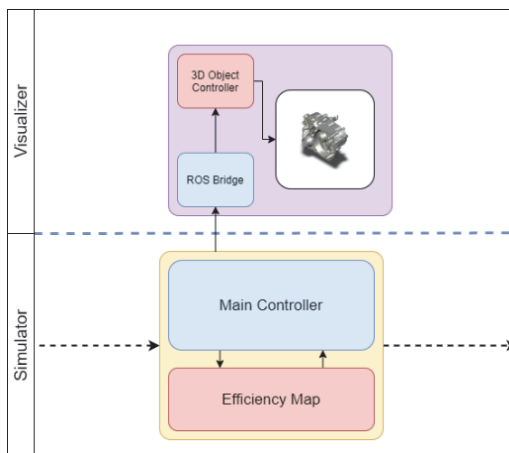 Visualizer
3D Object
Controller
ROS Bridge
Simulator
Main Controller
Efficiency Map